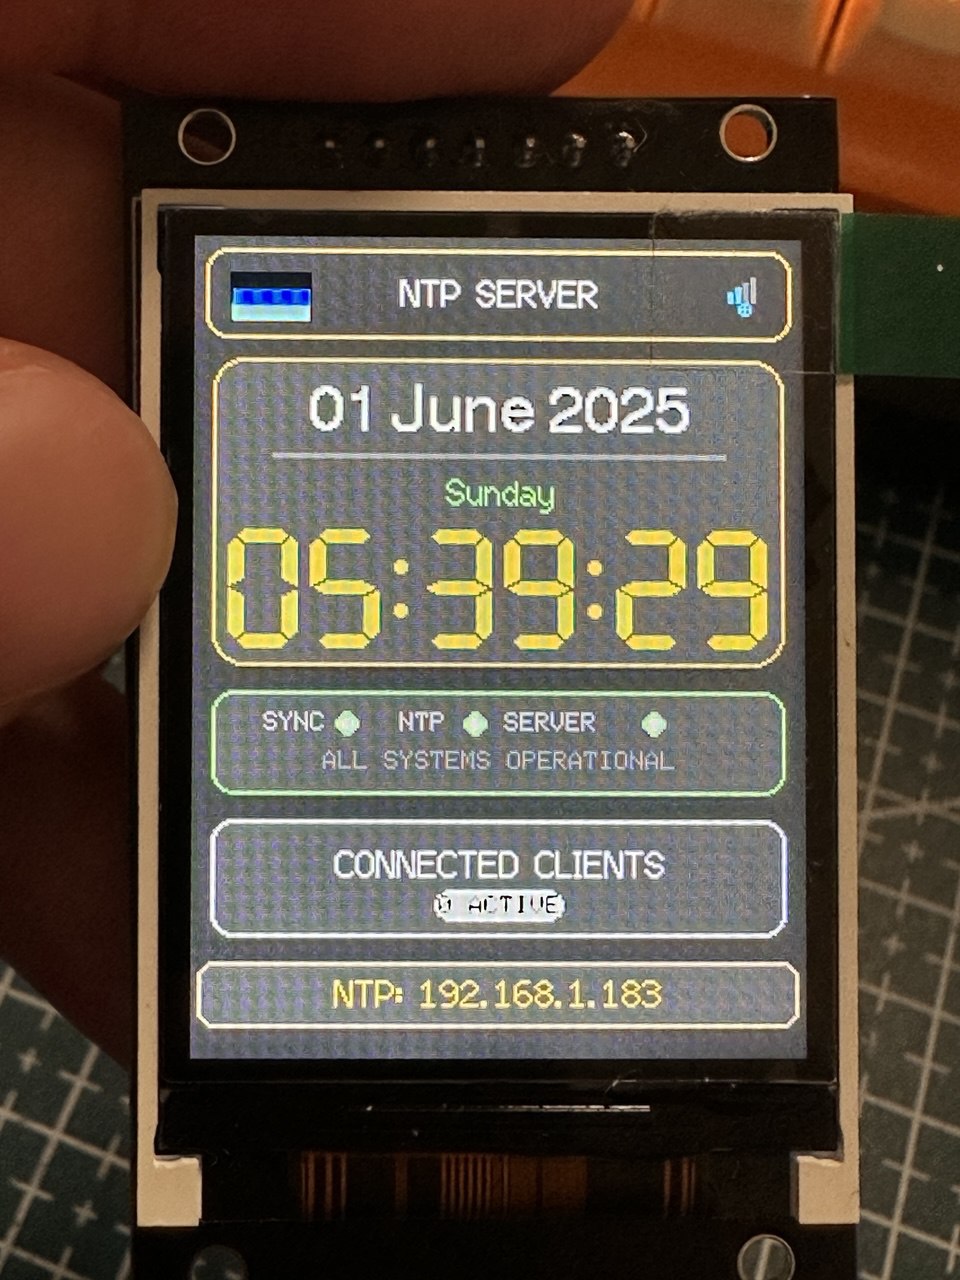 NTP SERVER
01 June 2025
Sunday
05:39:29
SYNC NTP SERVER
ALL SYSTEMS OPERATIONAL
CONNECTED CLIENTS
0 ACTIVE
NTP: 192.168.1.183